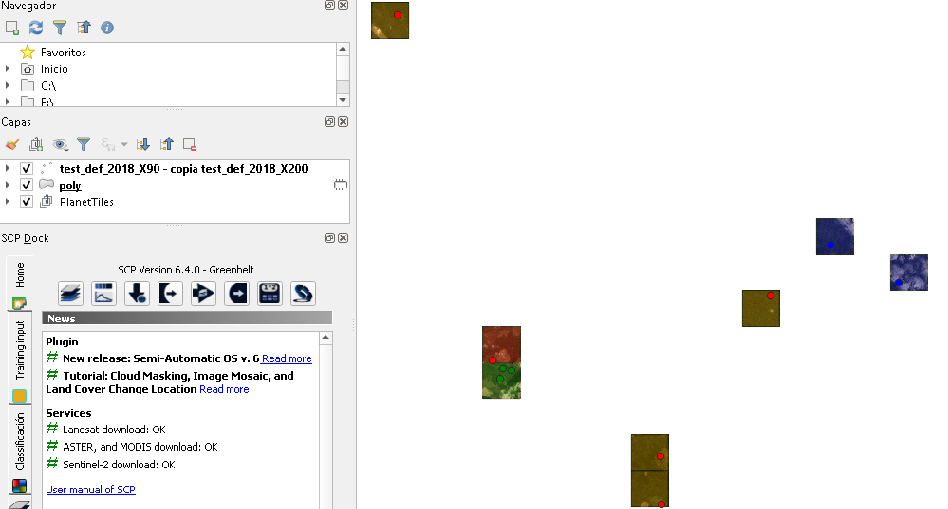 Navegador
Favoritos
Inicio
C:\
E:\
Capas
test_def_2018_X90 - copia test_def_2018_X200
poly
PlanetTiles
SCP Dock
SCP Version 6.4.0 - Greenbelt
Home
Training input
Classificación
News
Plugin
New release: Semi-Automatic OS v. 6 Read more
Tutorial: Cloud Masking, Image Mosaic, and
Land Cover Change Location Read more
Services
Landsat download: OK
ASTER, and MODIS download: OK
Sentinel-2 download: OK
User manual of SCP